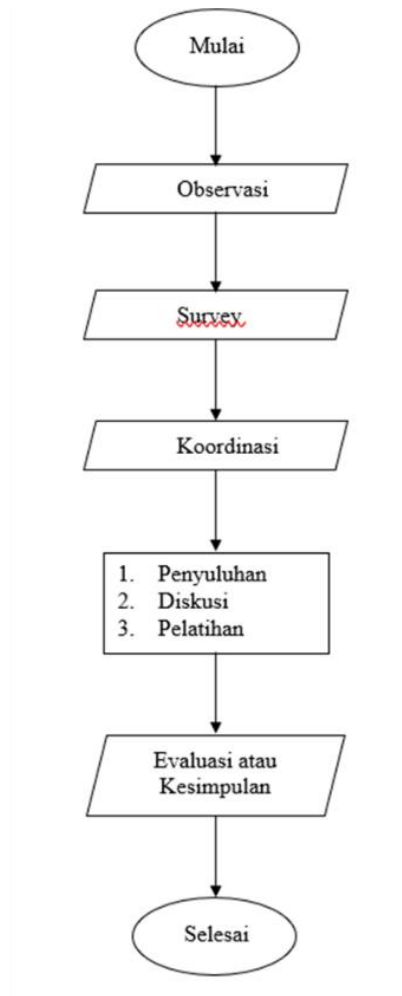 Mulai
Observasi
Survey
Koordinasi
1. Penyuluhan
2. Diskusi
3. Pelatihan
Evaluasi atau
Kesimpulan
Selesai